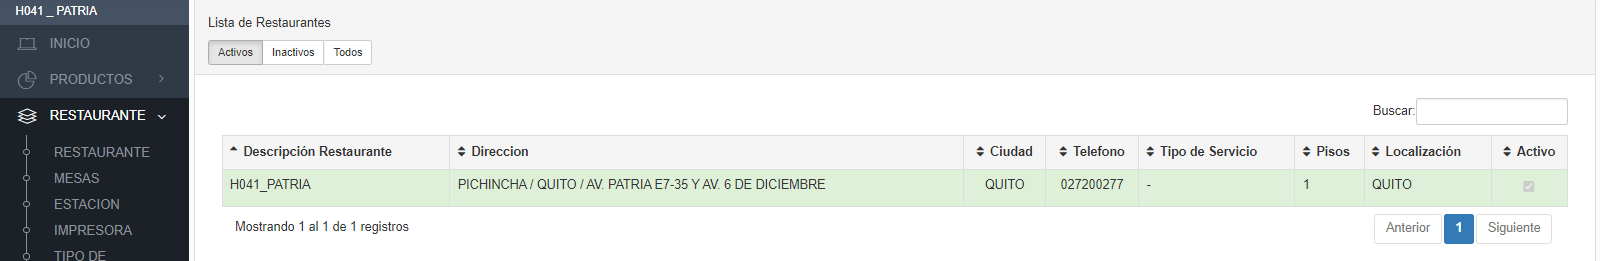 H041 _ PATRIA
INICIO
PRODUCTOS
RESTAURANTE
RESTAURANTE
MESAS
ESTACION
IMPRESORA
TIPO DE
Lista de Restaurantes
Activos Inactivos Todos
Buscar:
Descripción Restaurante Direccion Ciudad Telefono Tipo de Servicio Pisos Localización Activo
H041_PATRIA PICHINCHA / QUITO / AV. PATRIA E7-35 Y AV. 6 DE DICIEMBRE QUITO 027200277 - 1 QUITO
Mostrando 1 al 1 de 1 registros
Anterior 1 Siguiente